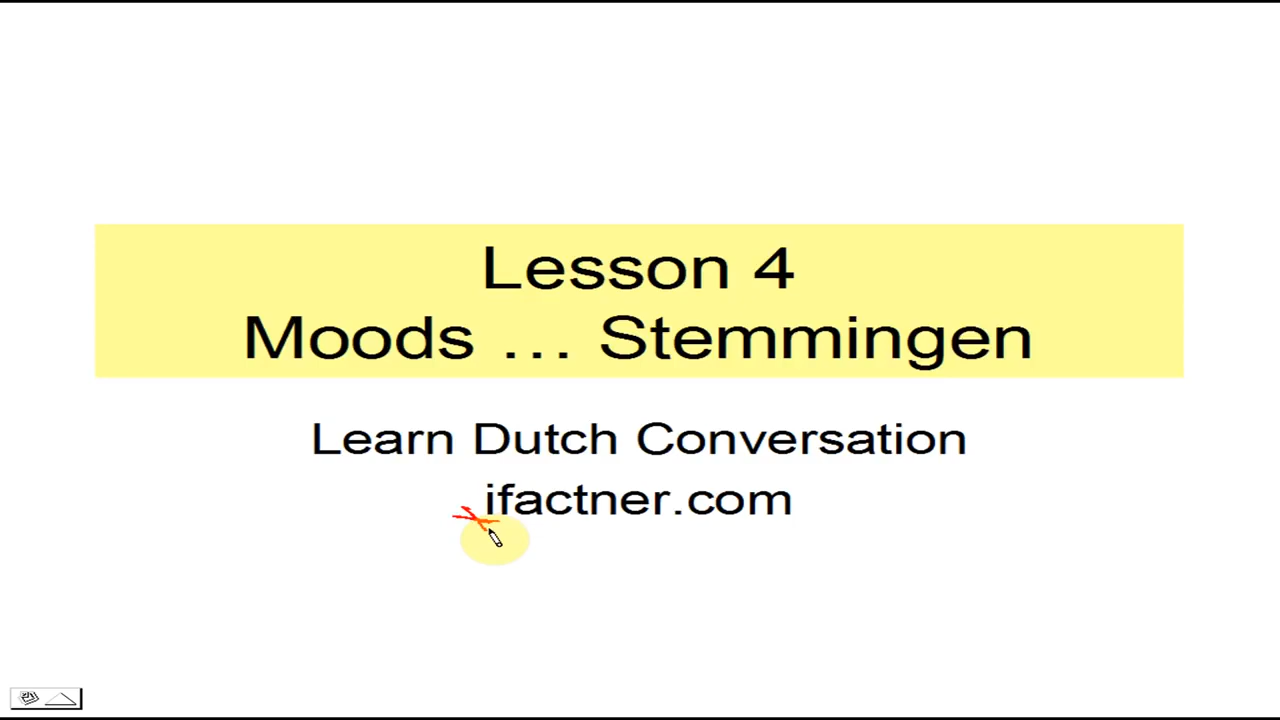 Lesson 4
Moods … Stemmingen
Learn Dutch Conversation
ifactner.com